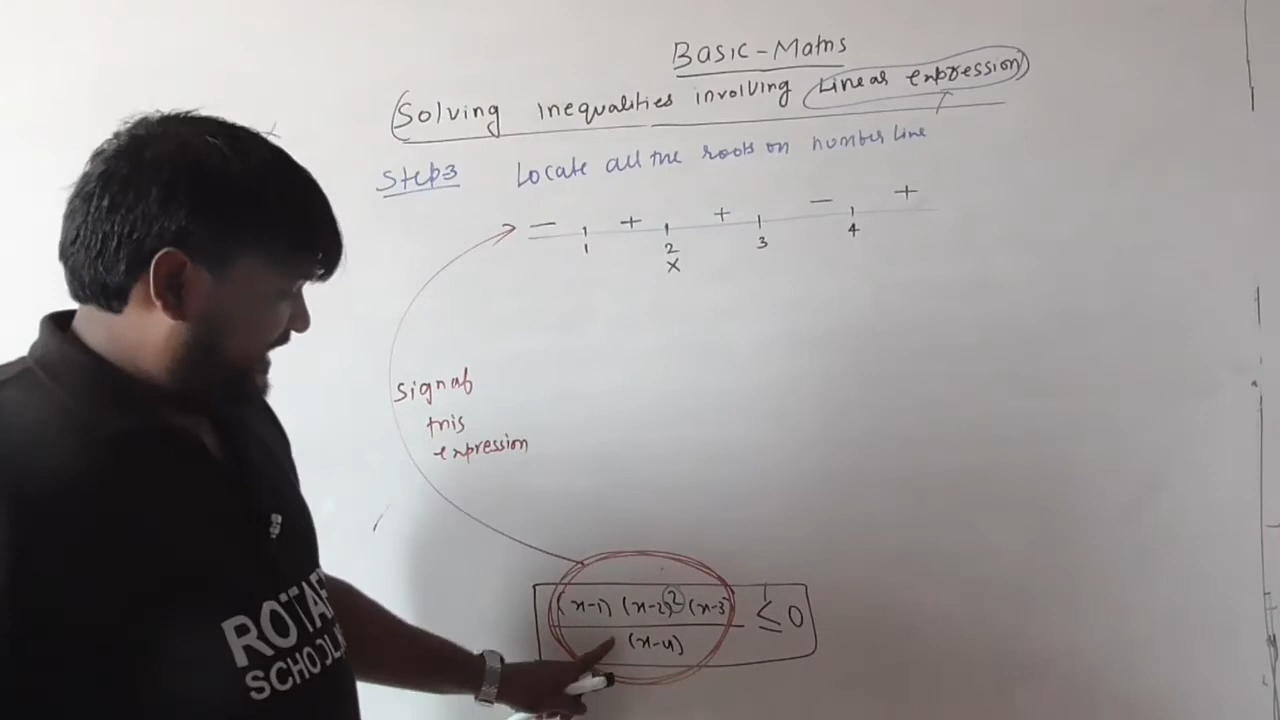 Basic-Maths
(Solving inequalities involving (Linear expression)
Step3 Locate all the roots on number line
− + + − +
1 2 3 4
x
sign of
this
expression
(x-1) (x-2)² (x-3)
(x-4)
≤ 0
ROTA
SCHOOL